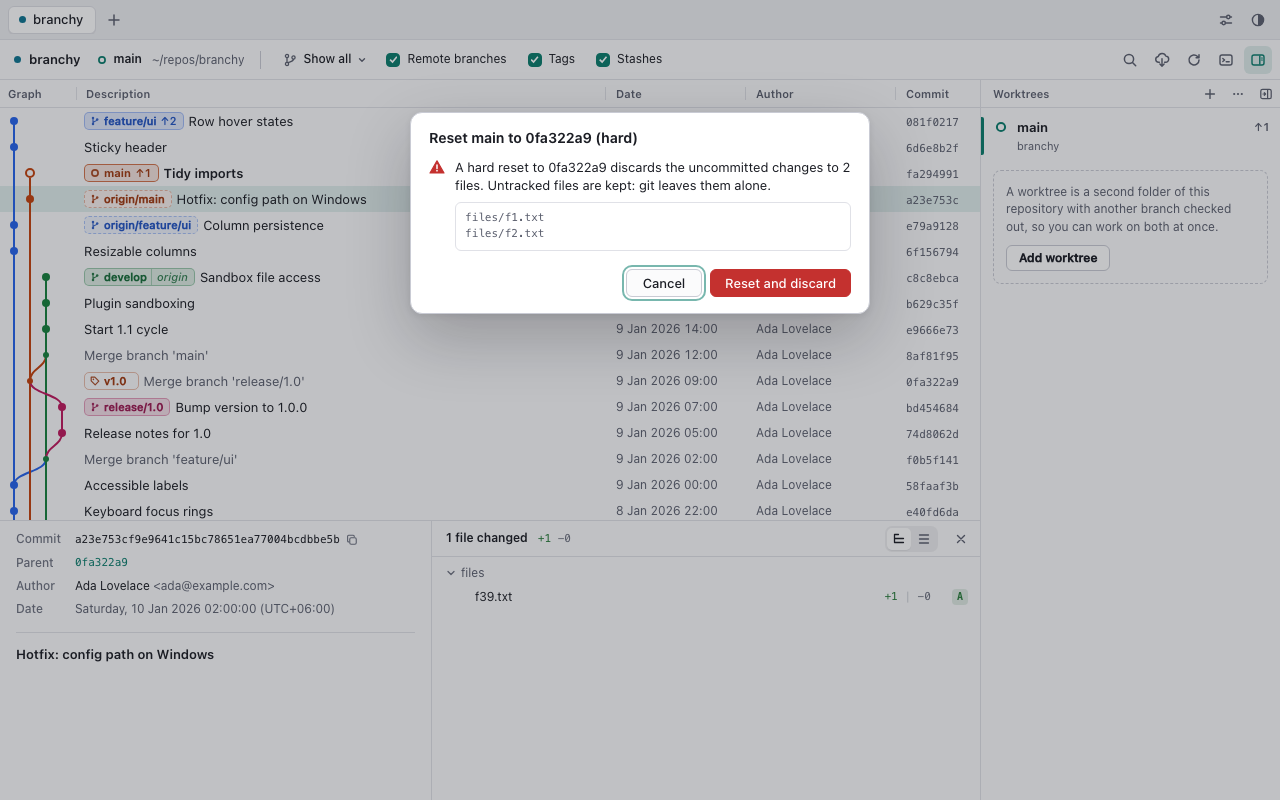 branchy
branchy main ~/repos/branchy Show all Remote branches Tags Stashes
Graph Description Date Author Commit Worktrees
feature/ui ↑2 Row hover states 081f0217
Sticky header 6d6e8b2f
main ↑1 Tidy imports fa294991
origin/main Hotfix: config path on Windows a23e753c
origin/feature/ui Column persistence e79a9128
Resizable columns 6f156794
develop origin Sandbox file access c8c8ebca
Plugin sandboxing b629c35f
Start 1.1 cycle 9 Jan 2026 14:00 Ada Lovelace e9666e73
Merge branch 'main' 9 Jan 2026 12:00 Ada Lovelace 8af81f95
v1.0 Merge branch 'release/1.0' 9 Jan 2026 09:00 Ada Lovelace 0fa322a9
release/1.0 Bump version to 1.0.0 9 Jan 2026 07:00 Ada Lovelace bd454684
Release notes for 1.0 9 Jan 2026 05:00 Ada Lovelace 74d8062d
Merge branch 'feature/ui' 9 Jan 2026 02:00 Ada Lovelace f0b5f141
Accessible labels 9 Jan 2026 00:00 Ada Lovelace 58faaf3b
Keyboard focus rings 8 Jan 2026 22:00 Ada Lovelace e40fd6da
Reset main to 0fa322a9 (hard)
A hard reset to 0fa322a9 discards the uncommitted changes to 2
files. Untracked files are kept: git leaves them alone.
files/f1.txt
files/f2.txt
Cancel Reset and discard
main ↑1
branchy
A worktree is a second folder of this
repository with another branch checked
out, so you can work on both at once.
Add worktree
Commit a23e753cf9e9641c15bc78651ea77004bcdbbe5b
Parent 0fa322a9
Author Ada Lovelace <ada@example.com>
Date Saturday, 10 Jan 2026 02:00:00 (UTC+06:00)
Hotfix: config path on Windows
1 file changed +1 −0
files
f39.txt +1 −0 A